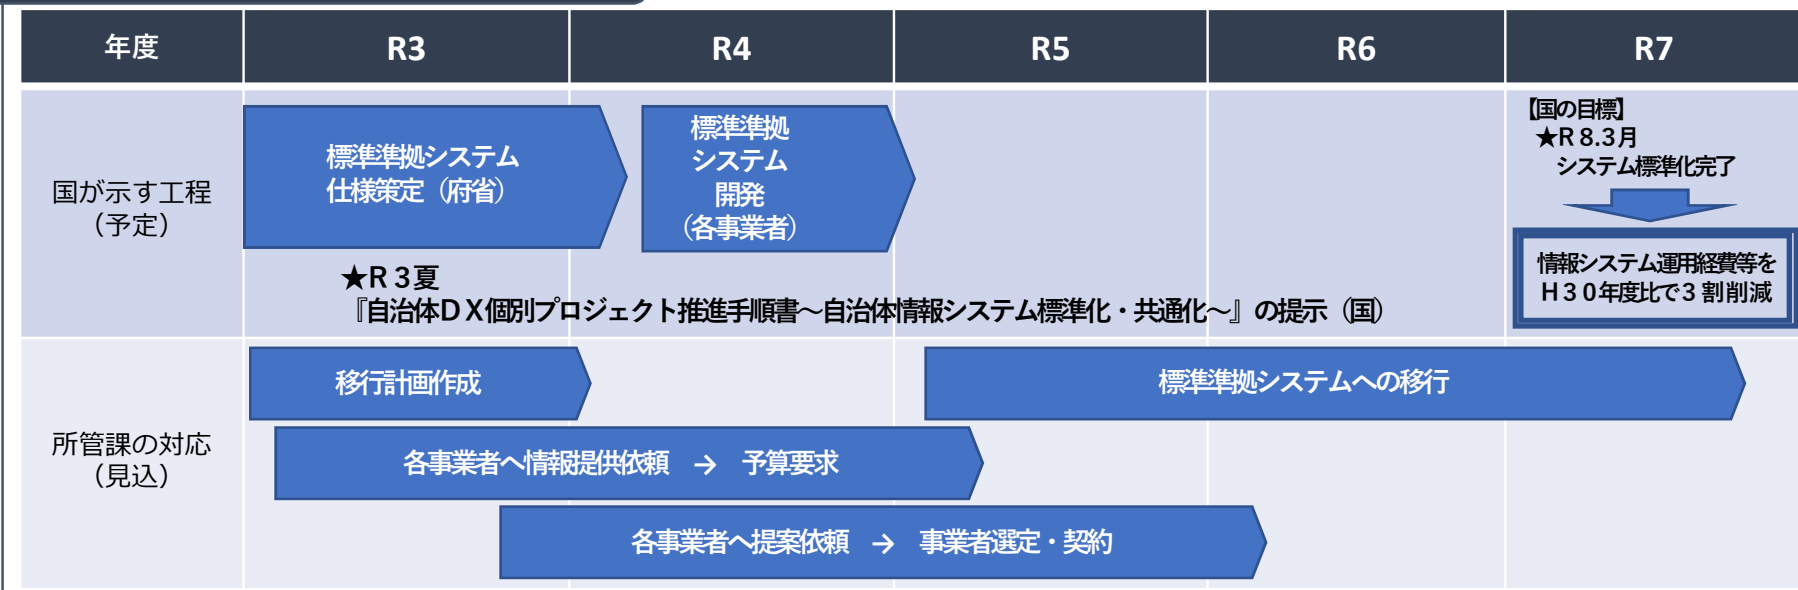 年度
R3
R4
R5
R6
R7
国が示す工程
（予定）
標準準拠システム
仕様策定（府省）
標準準拠
システム
開発
（各事業者）
【国の目標】
★R８.3月
システム標準化完了
情報システム運用経費等を
H３０年度比で３割削減
★R３夏
『自治体DX個別プロジェクト推進手順書～自治体情報システム標準化・共通化～』の提示（国）
所管課の対応
（見込）
移行計画作成
標準準拠システムへの移行
各事業者へ情報提供依頼　→　予算要求
各事業者へ提案依頼　→　事業者選定・契約